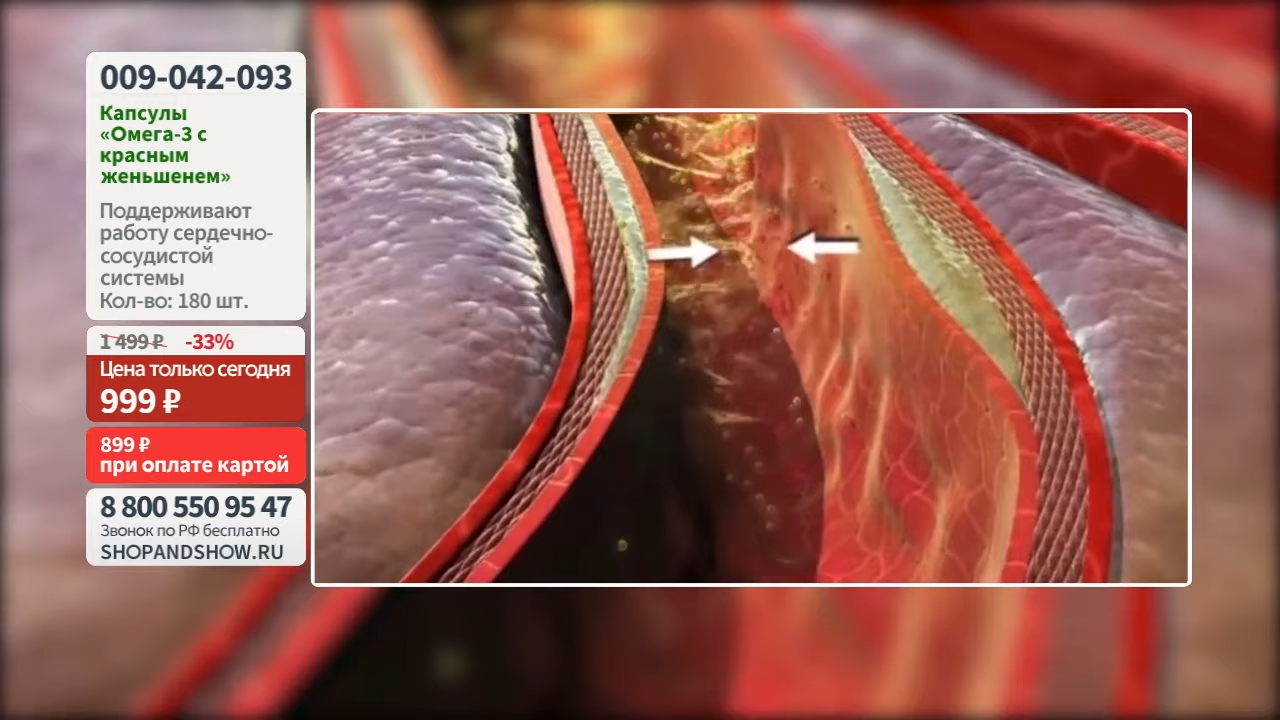 009-042-093
Капсулы
«Омега-3 с
красным
женьшенем»
Поддерживают
работу сердечно-
сосудистой
системы
Кол-во: 180 шт.
1 499 ₽ -33%
Цена только сегодня
999 ₽
899 ₽
при оплате картой
8 800 550 95 47
Звонок по РФ бесплатно
SHOPANDSHOW.RU